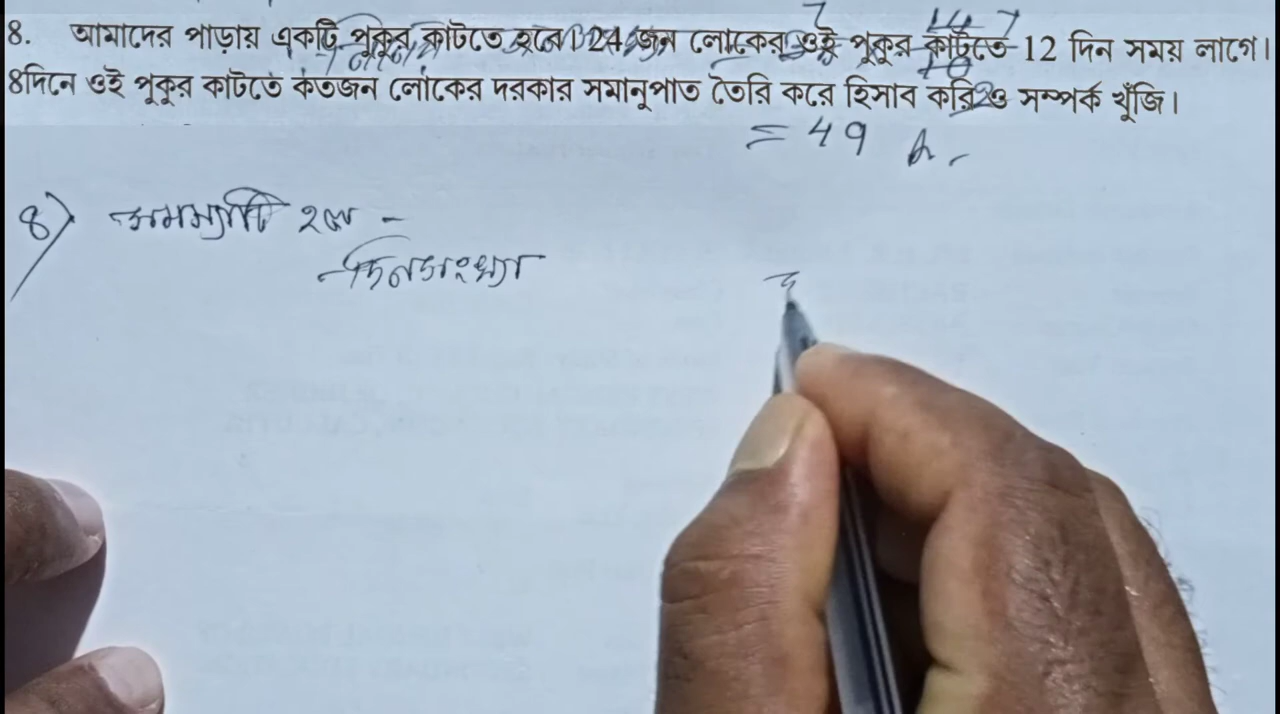 8. আমাদের পাড়ায় একটি পুকুর কাটতে হবে। 24 জন লোকের ওই পুকুর কাটতে 12 দিন সময় লাগে।
8দিনে ওই পুকুর কাটতে কতজন লোকের দরকার সমানুপাত তৈরি করে হিসাব করি ও সম্পর্ক খুঁজি।
= 49
8) সমস্যাটি হল -
দিনসংখ্যা